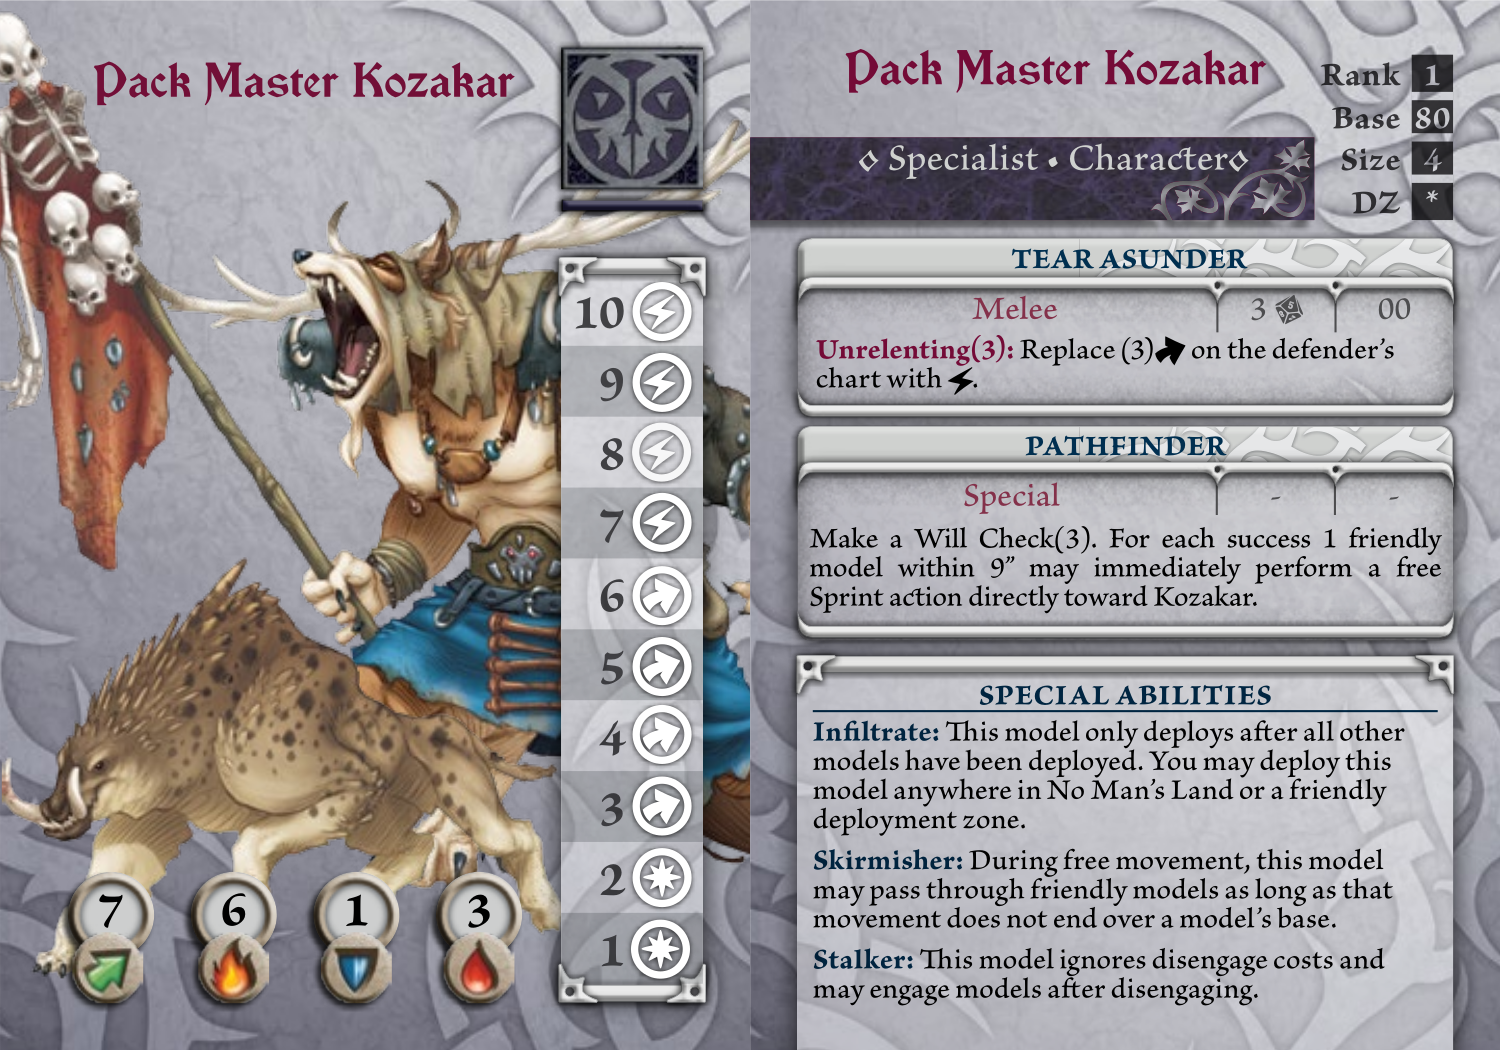 Pack Master Kozakar
10
9
8
7
6
5
4
3
2
1
7 6 1 3
Pack Master Kozakar
Rank 1
Base 80
Size 4
DZ *
Specialist • Character
TEAR ASUNDER
Melee 3 00
Unrelenting(3): Replace (3) on the defender's
chart with .
PATHFINDER
Special - -
Make a Will Check(3). For each success 1 friendly
model within 9" may immediately perform a free
Sprint action directly toward Kozakar.
SPECIAL ABILITIES
Infiltrate: This model only deploys after all other
models have been deployed. You may deploy this
model anywhere in No Man's Land or a friendly
deployment zone.
Skirmisher: During free movement, this model
may pass through friendly models as long as that
movement does not end over a model's base.
Stalker: This model ignores disengage costs and
may engage models after disengaging.